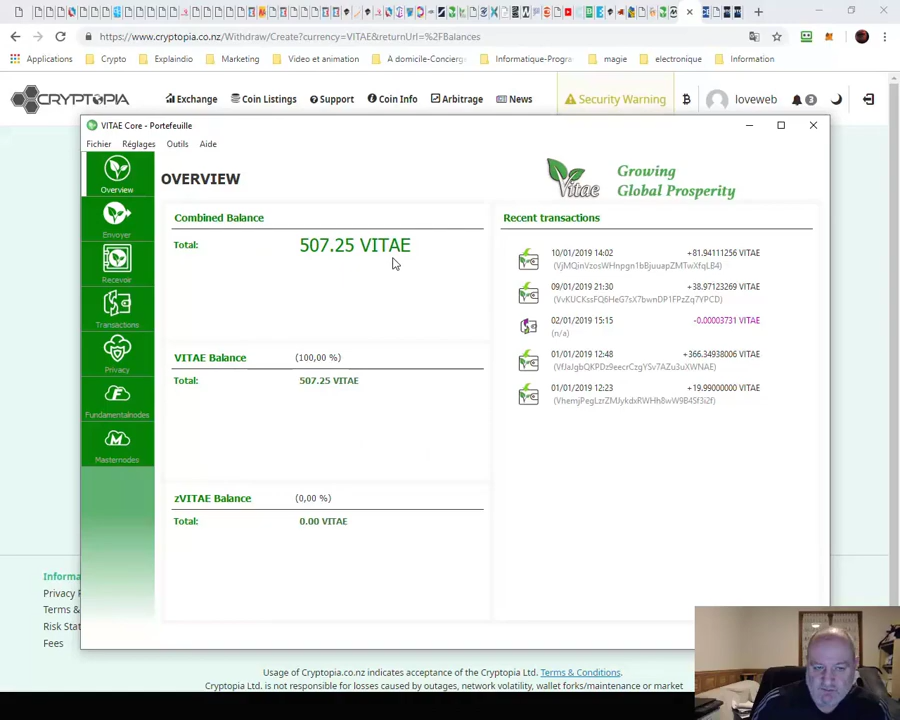 https://www.cryptopia.co.nz/Withdraw/Create?currency=VITAE&returnUrl=%2FBalances
Applications Crypto Explaindio Marketing Video et animation A domicile-Concierg Informatique-Progra magie electronique Information
CRYPTOPIA Exchange Coin Listings Support Coin Info Arbitrage News Security Warning loveweb 3
VITAE Core - Portefeuille
Fichier Réglages Outils Aide
Overview
Envoyer
Recevoir
Transactions
Privacy
Fundamentalnodes
Masternodes
OVERVIEW
Vitae
Growing
Global Prosperity
Combined Balance
Total: 507.25 VITAE
VITAE Balance (100,00 %)
Total: 507.25 VITAE
zVITAE Balance (0,00 %)
Total: 0.00 VITAE
Recent transactions
10/01/2019 14:02 +81.94111256 VITAE
(VjMQinVzosWHnpgn1bBjuuapZMTwXfqLB4)
09/01/2019 21:30 +38.97123269 VITAE
(VvKUCKssFQ6HeG7sX7bwnDP1FPzZq7YPCD)
02/01/2019 15:15 -0.00003731 VITAE
(n/a)
01/01/2019 12:48 +366.34938006 VITAE
(VfJaJgbQKPDz9eecrCzgYSv7AZu3uXWNAE)
01/01/2019 12:23 +19.99000000 VITAE
(VhemjPegLzrZMJykdxRWHh8wW9B4Sf3i2f)
Informa
Privacy P
Terms &
Risk Stat
Fees
Usage of Cryptopia.co.nz indicates acceptance of the Cryptopia Ltd. Terms & Conditions.
Cryptopia Ltd. is not responsible for losses caused by outages, network volatility, wallet forks/maintenance or market